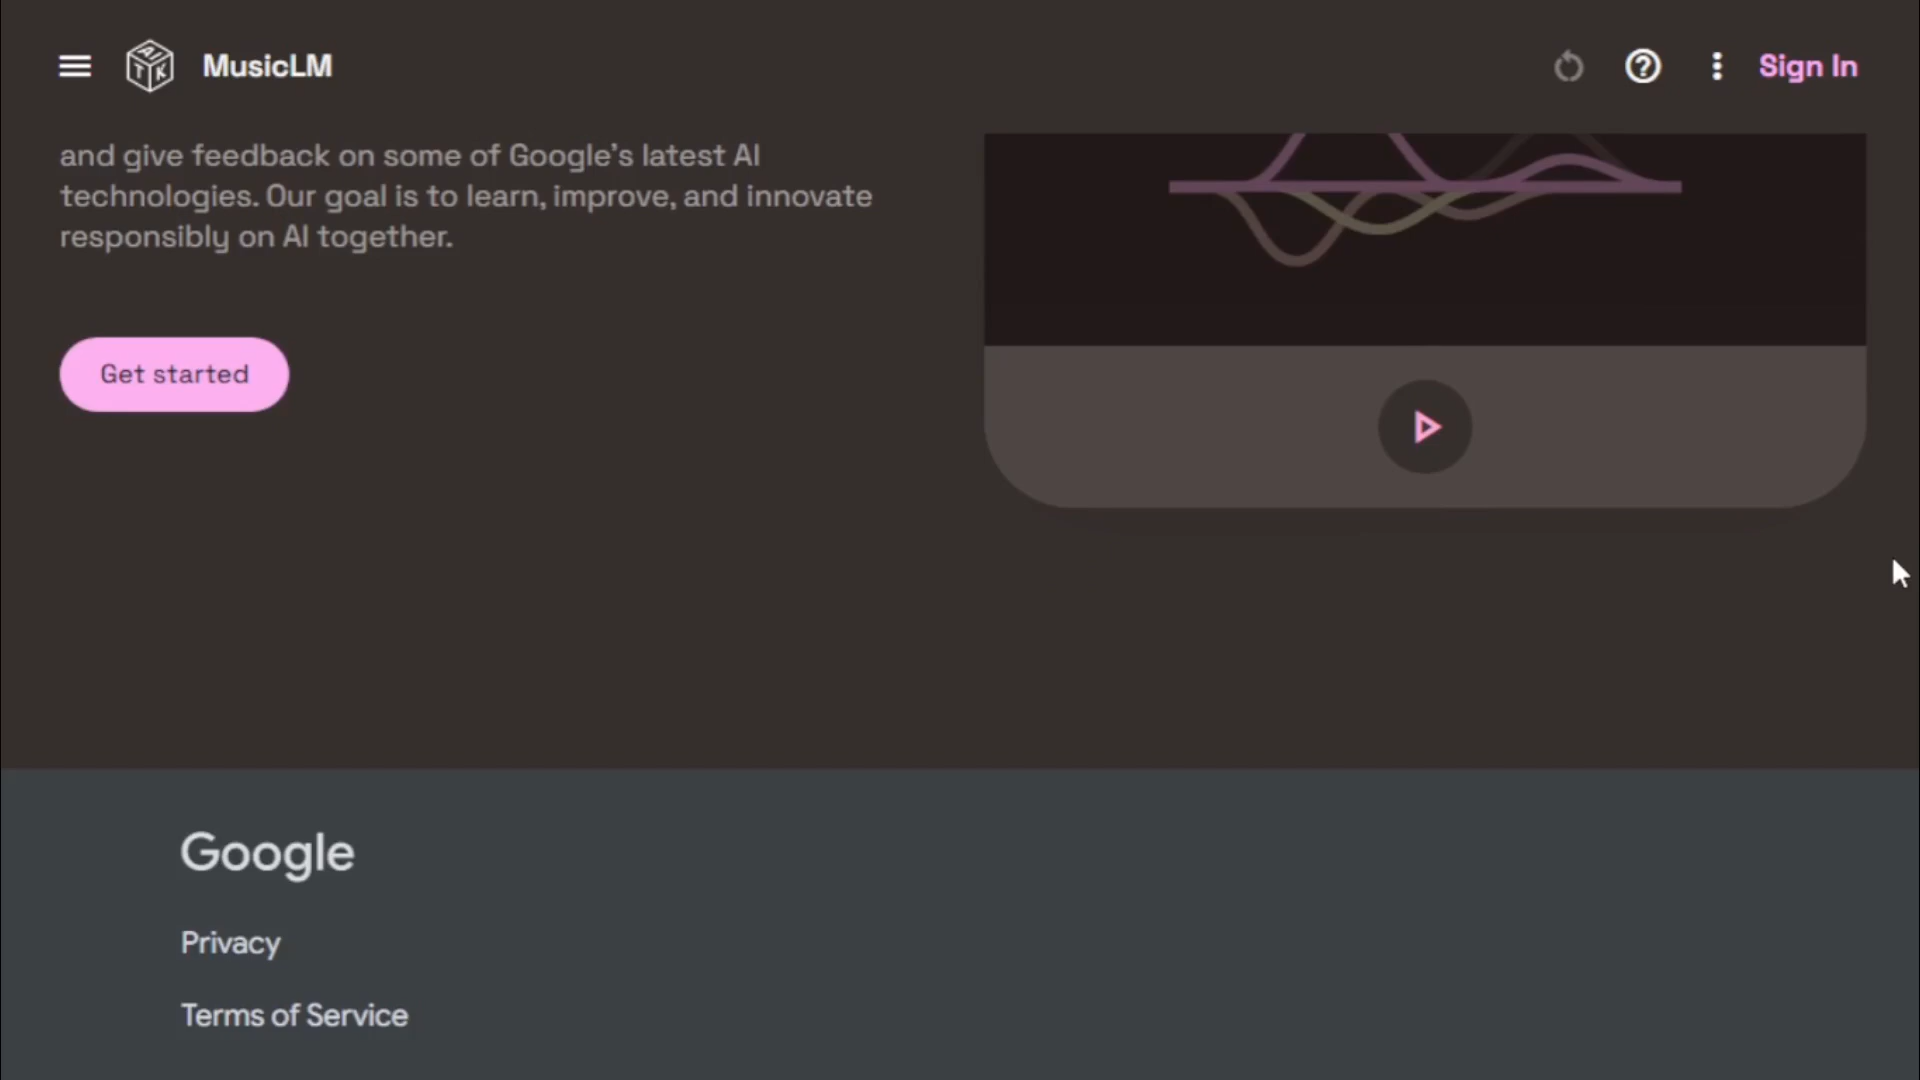 AI
T K
MusicLM
Sign In
and give feedback on some of Google's latest AI
technologies. Our goal is to learn, improve, and innovate
responsibly on AI together.
Get started
Google
Privacy
Terms of Service